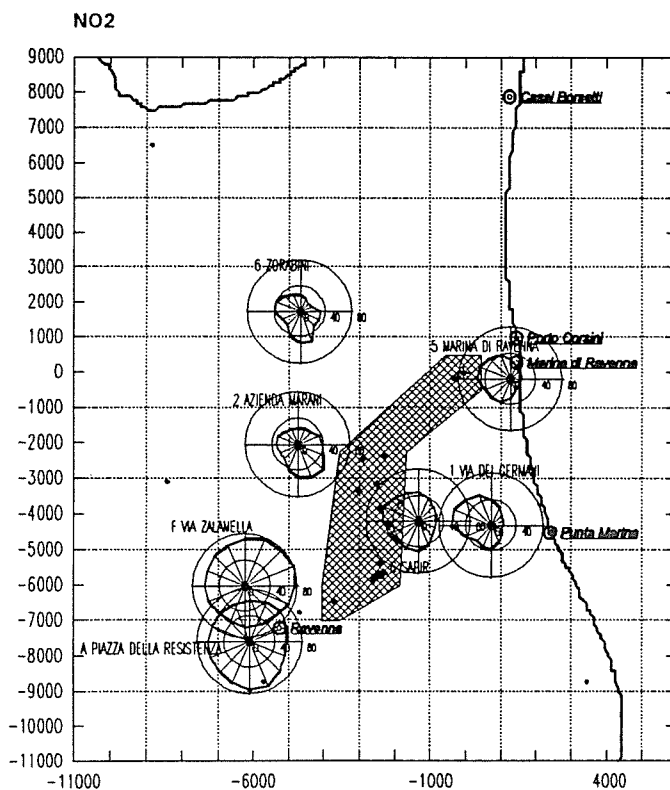 NO2
9000
8000
7000
6000
5000
4000
3000
2000
1000
0
-1000
-2000
-3000
-4000
-5000
-6000
-7000
-8000
-9000
-10000
-11000
-11000 -6000 -1000 4000
Casal Borsetti
6 ZORABINI
40 80
Porto Corsini
5 MARINA DI RAVENNA
Marina di Ravenna
40 80
2 AZIENDA MARANI
40
1 VIA DEI GERMANI
40
Punta Marina
SAPIR
F VIA ZALAMELLA
40 80
Ravenna
A PIAZZA DELLA RESISTENZA
40 80